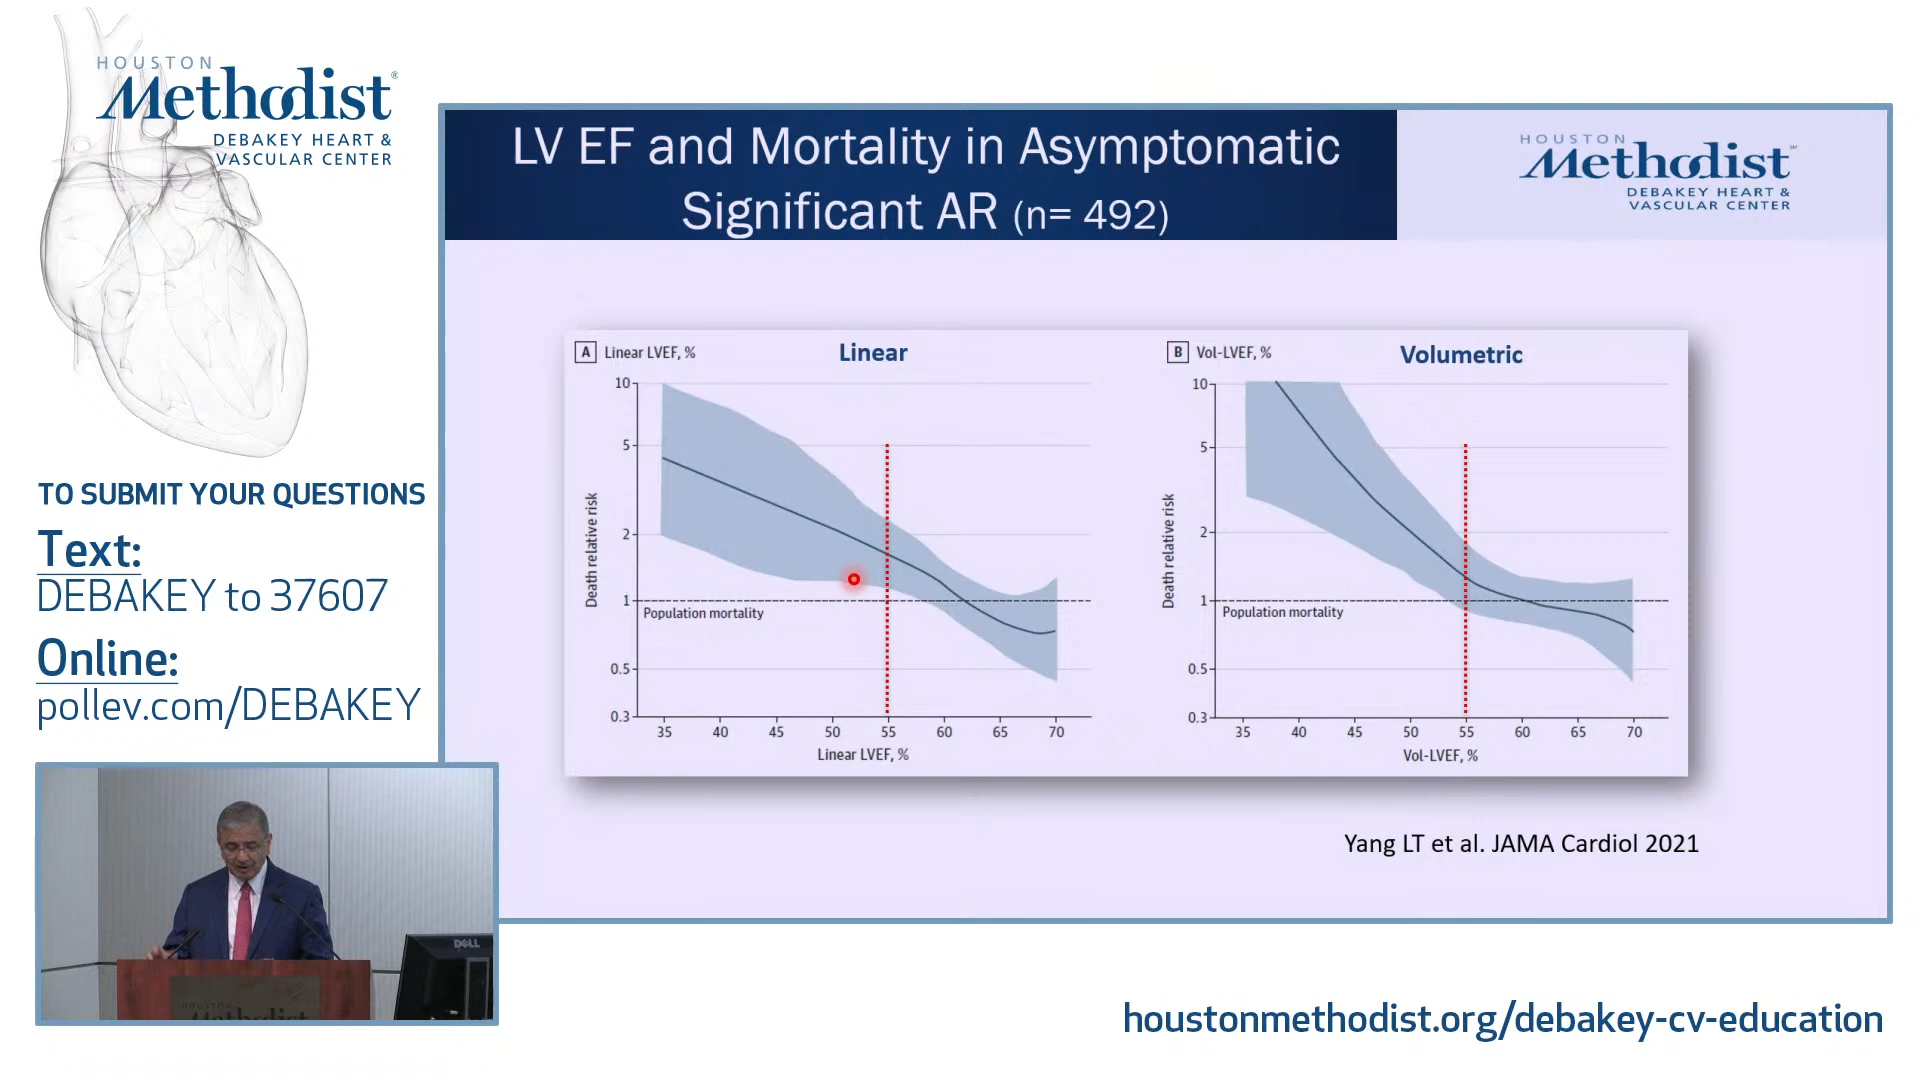 HOUSTON
Methodist®
DEBAKEY HEART &
VASCULAR CENTER
TO SUBMIT YOUR QUESTIONS
Text:
DEBAKEY to 37607
Online:
pollev.com/DEBAKEY
LV EF and Mortality in Asymptomatic
Significant AR (n= 492)
HOUSTON
Methodist℠
DEBAKEY HEART &
VASCULAR CENTER
A Linear LVEF, %
Linear
10
5
2
1
0.5
0.3
Death relative risk
Population mortality
35 40 45 50 55 60 65 70
Linear LVEF, %
B Vol-LVEF, %
Volumetric
10
5
2
1
0.5
0.3
Death relative risk
Population mortality
35 40 45 50 55 60 65 70
Vol-LVEF, %
Yang LT et al. JAMA Cardiol 2021
DELL
HOUSTON
Methodist
houstonmethodist.org/debakey-cv-education